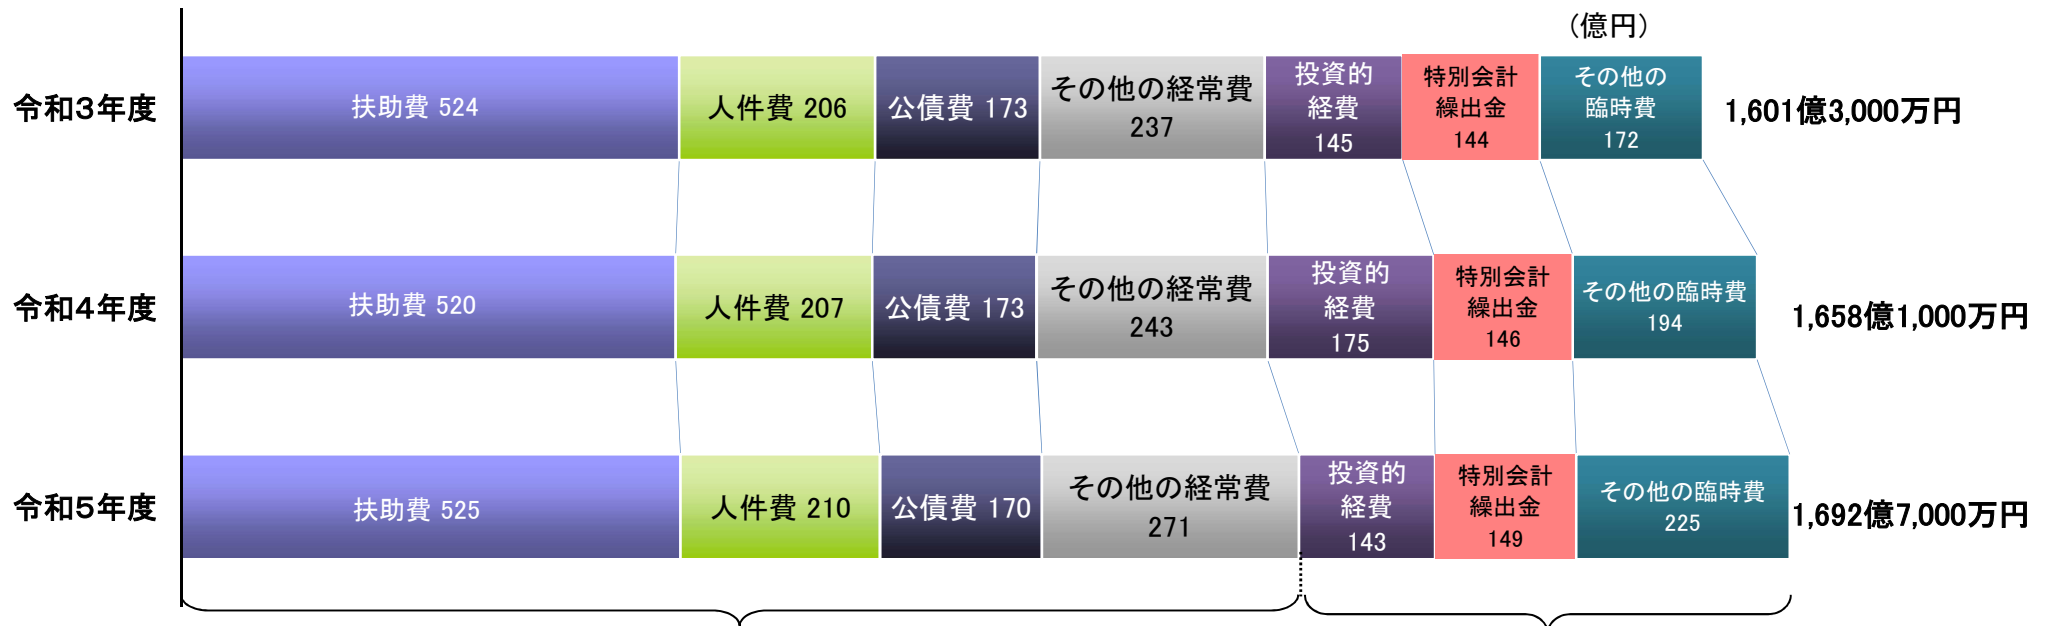 （億円）
令和３年度
扶助費 524
人件費 206
公債費 173
その他の経常費
237
投資的
経費
145
特別会計
繰出金
144
その他の
臨時費
172
1,601億3,000万円
令和４年度
扶助費 520
人件費 207
公債費 173
その他の経常費
243
投資的
経費
175
特別会計
繰出金
146
その他の臨時費
194
1,658億1,000万円
令和５年度
扶助費 525
人件費 210
公債費 170
その他の経常費
271
投資的
経費
143
特別会計
繰出金
149
その他の臨時費
225
1,692億7,000万円